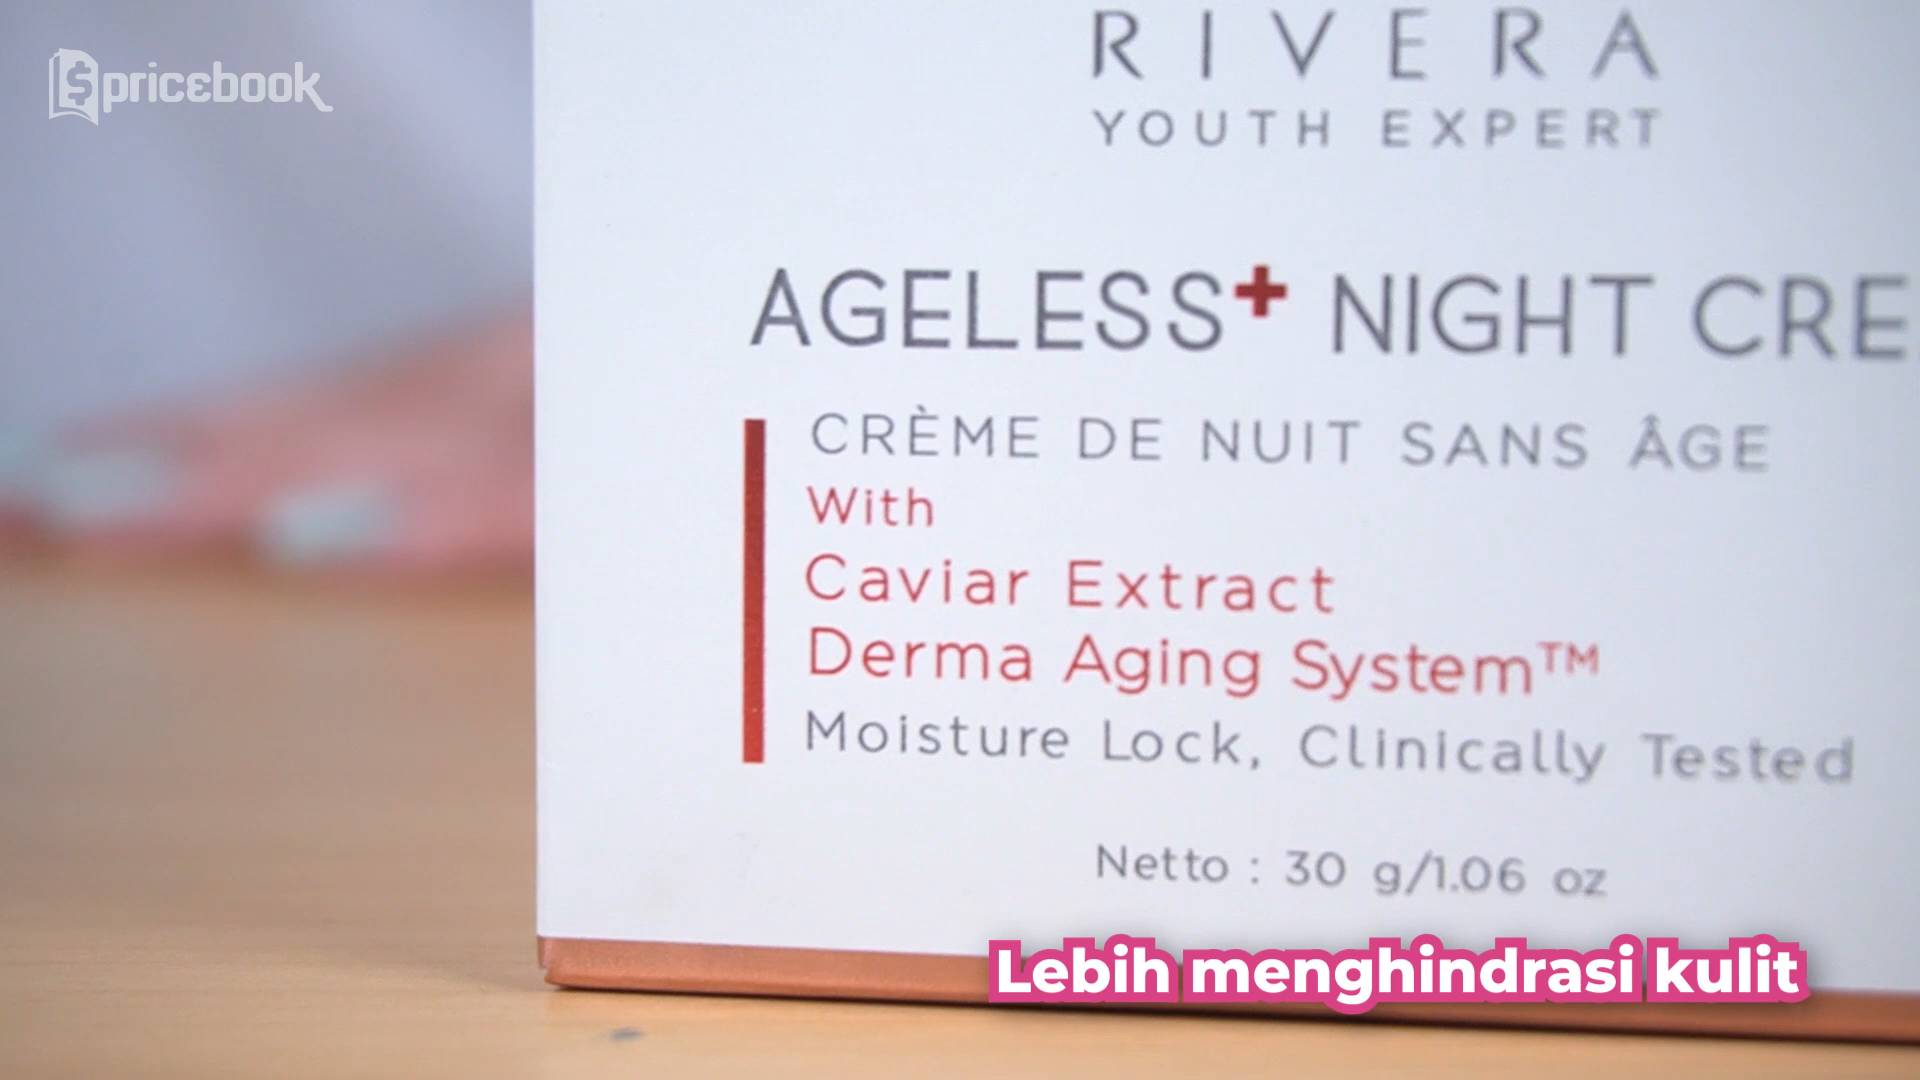 pricebook
RIVERA
YOUTH EXPERT
AGELESS+ NIGHT CRE
CRÈME DE NUIT SANS ÂGE
With
Caviar Extract
Derma Aging System™
Moisture Lock, Clinically Tested
Netto : 30 g/1.06 oz
Lebih menghindrasi kulit